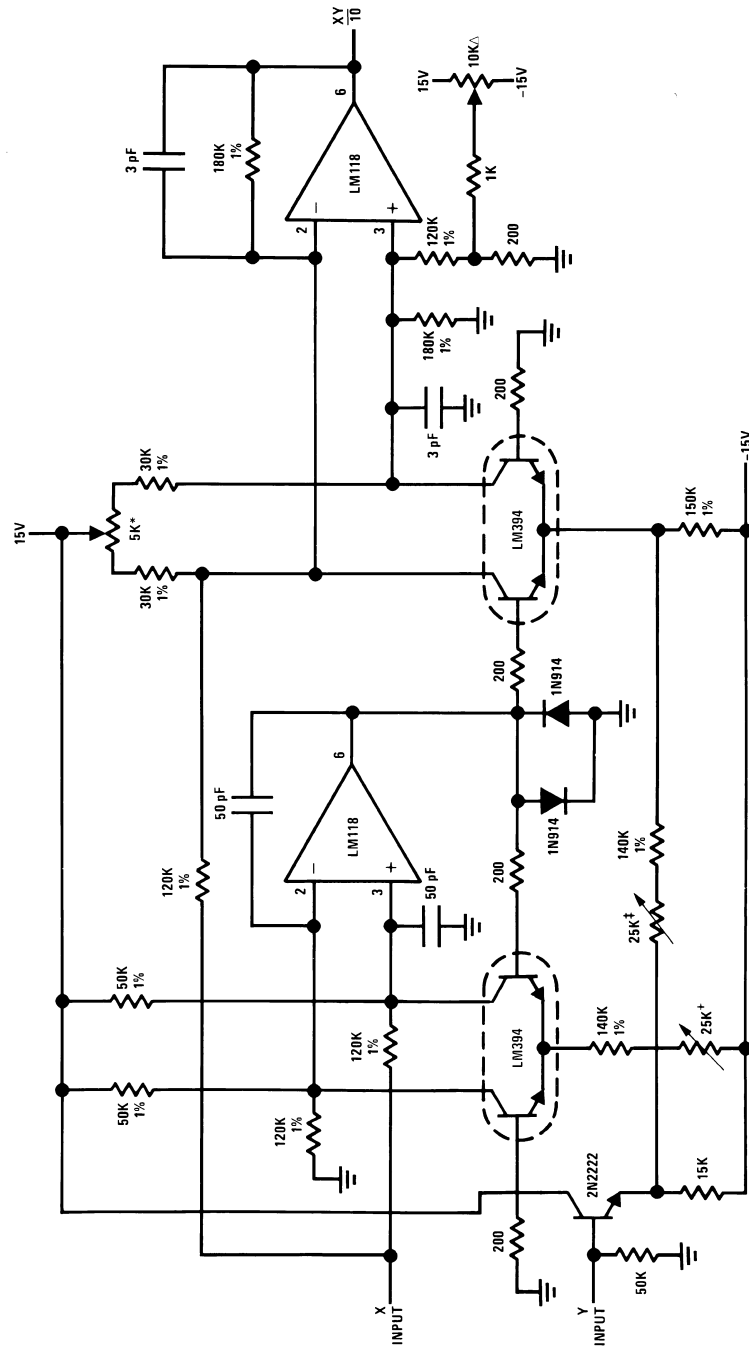 15V
3 pF
5K*
50K
1%
50K
1%
30K
1%
30K
1%
180K
1%
120K
1%
50 pF
120K
1%
2
6
LM118
3
2
6
LM118
3
XY
10
120K
1%
50 pF
180K
1%
120K
1%
15V
3 pF
1K
10KΔ
200
-15V
X
INPUT
200
200
200
200
LM394
1N914
1N914
LM394
2N2222
140K
1%
Y
INPUT
50K
15K
25K+
25K‡
140K
1%
150K
1%
-15V